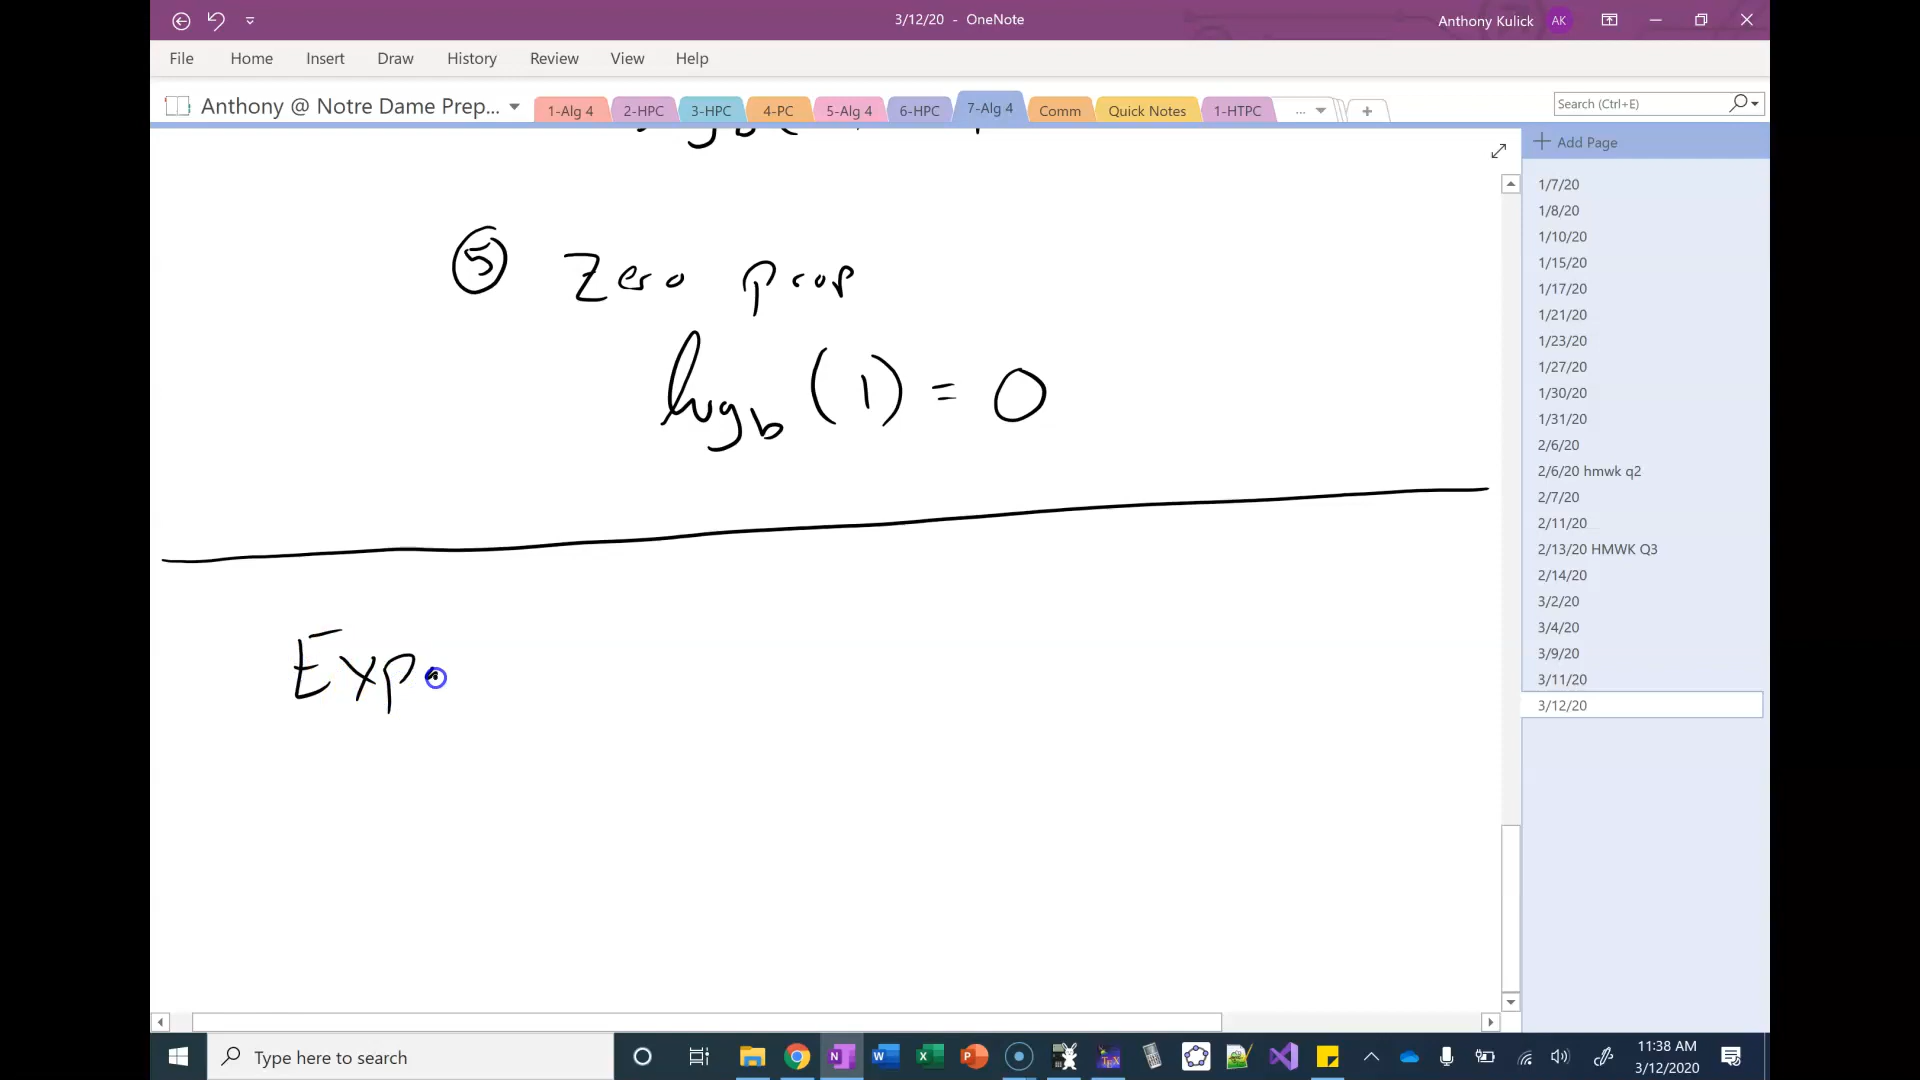 3/12/20 - OneNote
Anthony Kulick AK
File Home Insert Draw History Review View Help
Anthony @ Notre Dame Prep...
1-Alg 4 2-HPC 3-HPC 4-PC 5-Alg 4 6-HPC 7-Alg 4 Comm Quick Notes 1-HTPC ... +
Search (Ctrl+E)
Add Page
1/7/20
1/8/20
1/10/20
1/15/20
1/17/20
1/21/20
1/23/20
1/27/20
1/30/20
1/31/20
2/6/20
2/6/20 hmwk q2
2/7/20
2/11/20
2/13/20 HMWK Q3
2/14/20
3/2/20
3/4/20
3/9/20
3/11/20
3/12/20
5 Zero prop
log_b (1) = 0
Exp
Type here to search
11:38 AM
3/12/2020